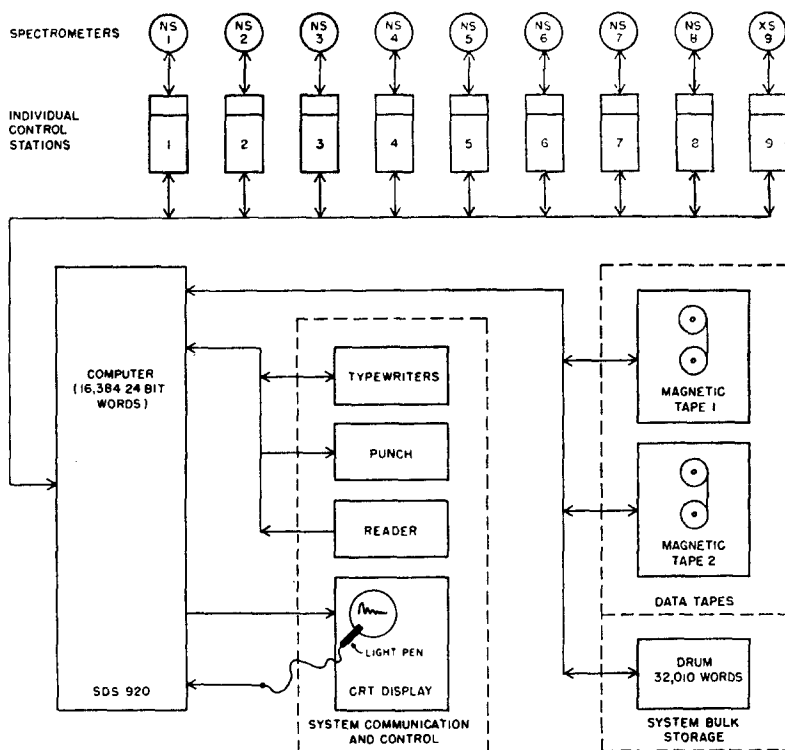 SPECTROMETERS
NS 1
NS 2
NS 3
NS 4
NS 5
NS 6
NS 7
NS 8
XS 9
INDIVIDUAL
CONTROL
STATIONS
1
2
3
4
5
6
7
8
9
COMPUTER
(16,384 24 BIT
WORDS)
SDS 920
TYPEWRITERS
PUNCH
READER
LIGHT PEN
CRT DISPLAY
SYSTEM COMMUNICATION
AND CONTROL
MAGNETIC
TAPE 1
MAGNETIC
TAPE 2
DATA TAPES
DRUM
32,010 WORDS
SYSTEM BULK
STORAGE